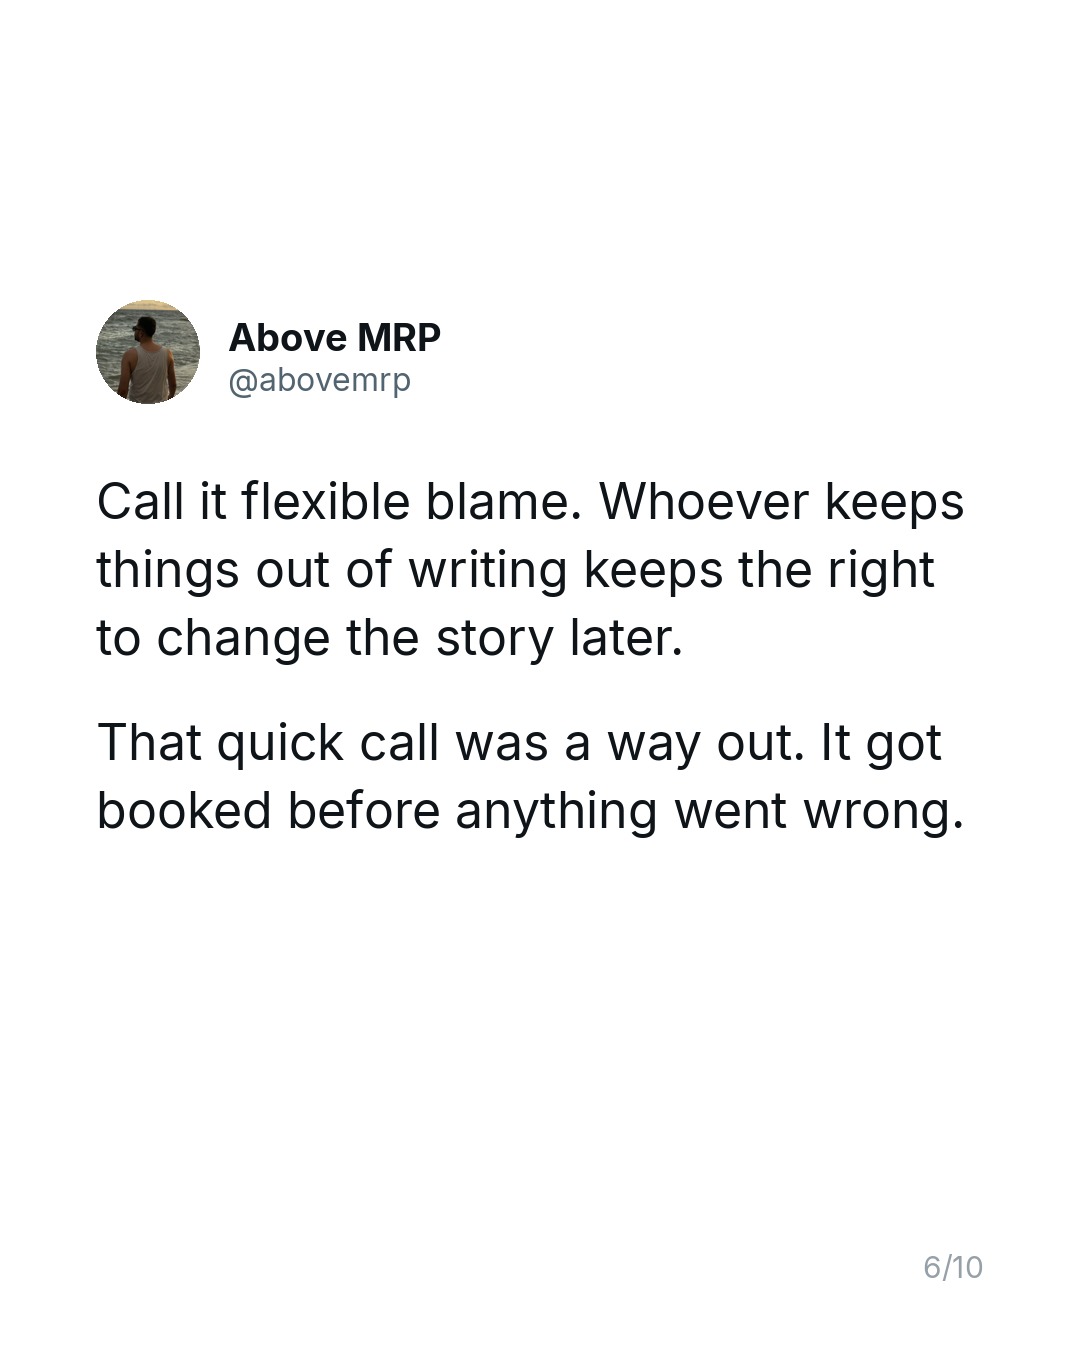 Above MRP
@abovemrp
Call it flexible blame. Whoever keeps
things out of writing keeps the right
to change the story later.
That quick call was a way out. It got
booked before anything went wrong.
6/10